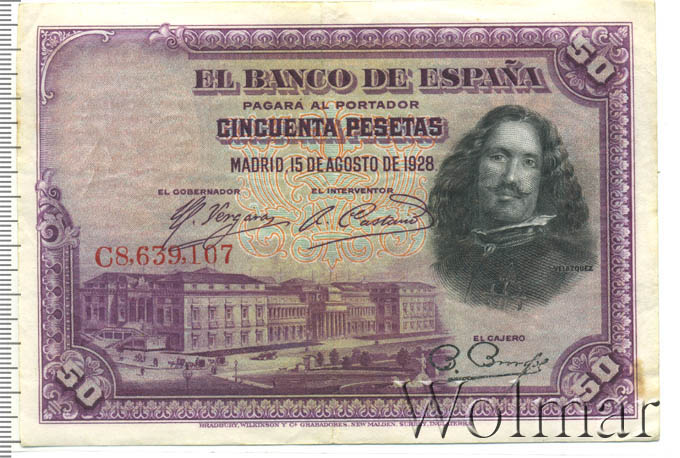 50
EL BANCO DE ESPAÑA
PAGARÁ AL PORTADOR
CINCUENTA PESETAS
MADRID, 15 DE AGOSTO DE 1928
EL GOBERNADOR EL INTERVENTOR
C8,639,107
VELAZQUEZ
EL CAJERO
50 50
BRADBURY, WILKINSON Y Cª GRABADORES, NEW MALDEN, SURREY, INGLATERRA
Wolmar